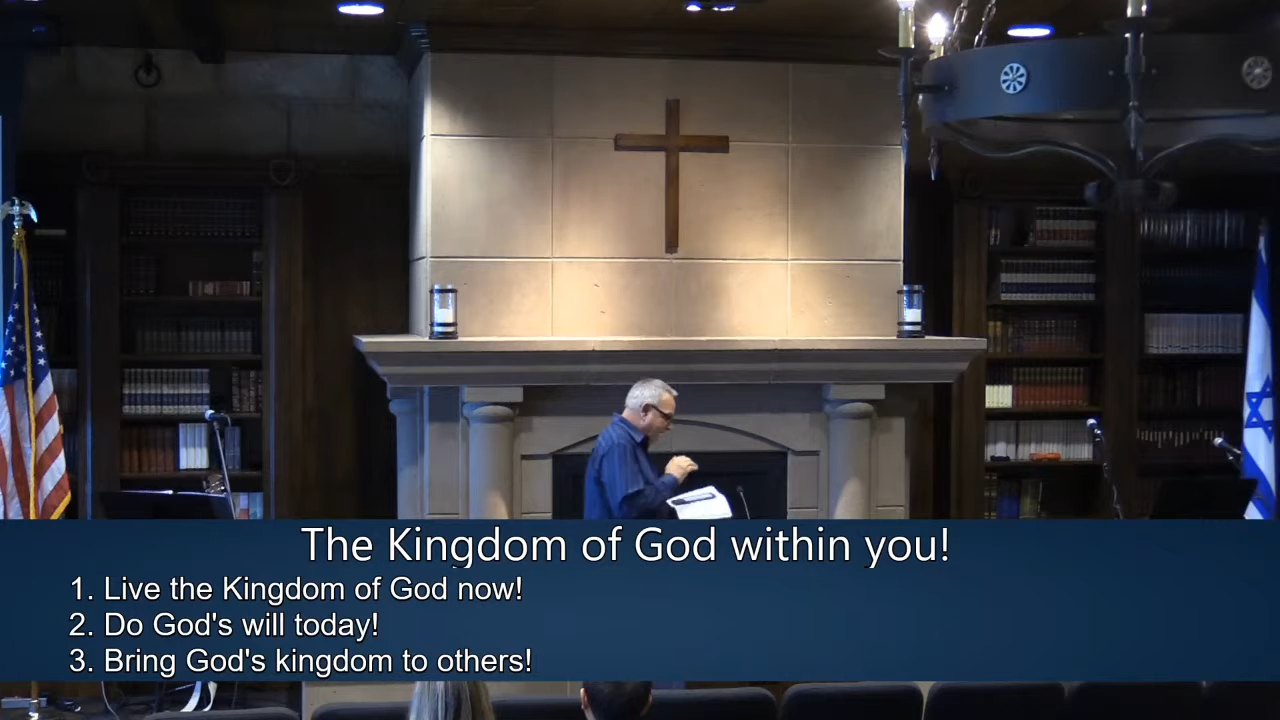 The Kingdom of God within you!
1. Live the Kingdom of God now!
2. Do God's will today!
3. Bring God's kingdom to others!